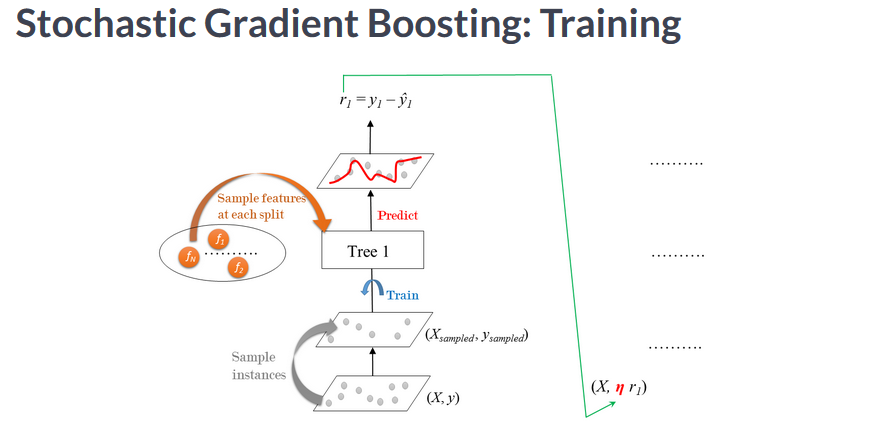 Stochastic Gradient Boosting: Training
r₁ = y₁ – ŷ₁
..........
Sample features
at each split
Predict
f₁
fN ..........
f₂
Tree 1
..........
Train
(Xsampled, ysampled)
..........
Sample
instances
(X, y)
(X, η r₁)